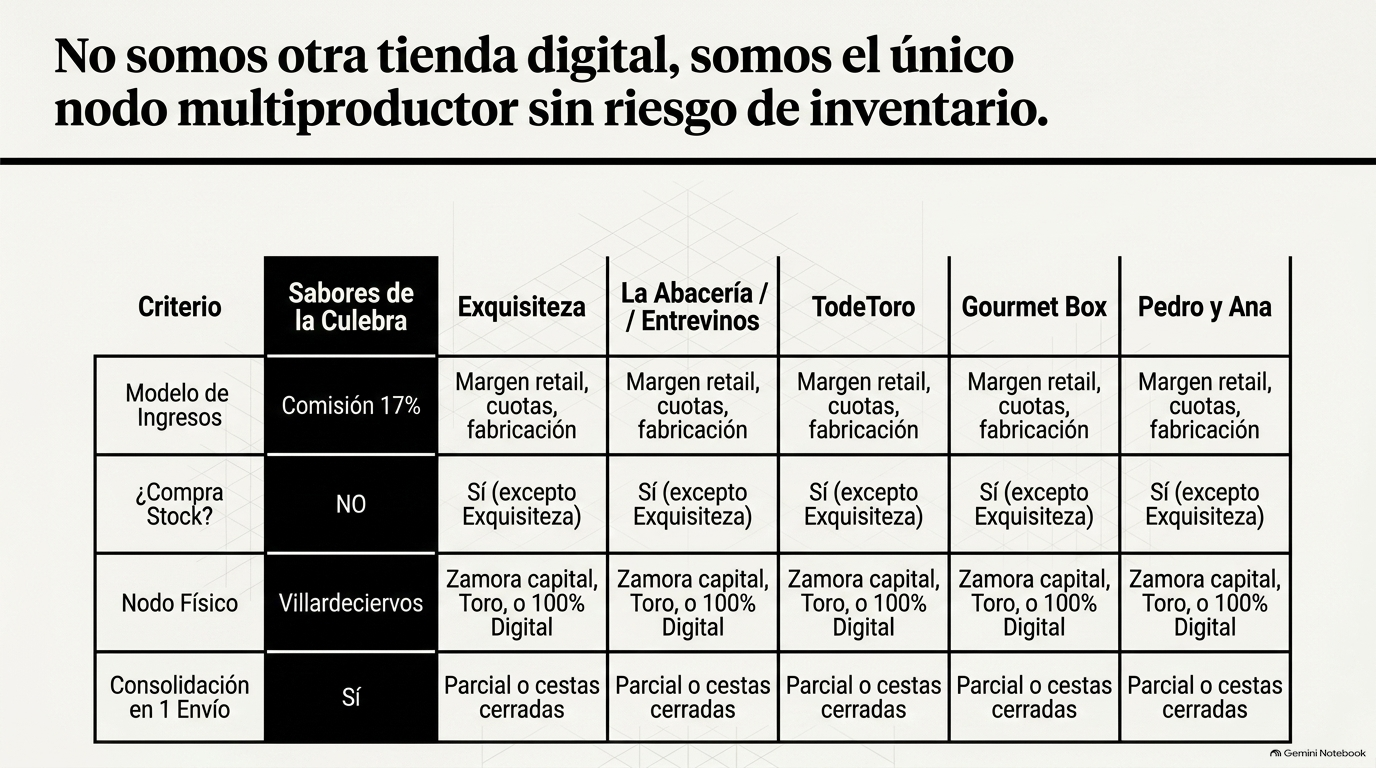 No somos otra tienda digital, somos el único
nodo multiproductor sin riesgo de inventario.
Criterio
Sabores de
la Culebra
Exquisiteza
La Abacería /
/ Entrevinos
TodeToro
Gourmet Box
Pedro y Ana
Modelo de
Ingresos
Comisión 17%
Margen retail,
cuotas,
fabricación
Margen retail,
cuotas,
fabricación
Margen retail,
cuotas,
fabricación
Margen retail,
cuotas,
fabricación
Margen retail,
cuotas,
fabricación
¿Compra
Stock?
NO
Sí (excepto
Exquisiteza)
Sí (excepto
Exquisiteza)
Sí (excepto
Exquisiteza)
Sí (excepto
Exquisiteza)
Sí (excepto
Exquisiteza)
Nodo Físico
Villardeciervos
Zamora capital,
Toro, o 100%
Digital
Zamora capital,
Toro, o 100%
Digital
Zamora capital,
Toro, o 100%
Digital
Zamora capital,
Toro, o 100%
Digital
Zamora capital,
Toro, o 100%
Digital
Consolidación
en 1 Envío
Sí
Parcial o cestas
cerradas
Parcial o cestas
cerradas
Parcial o cestas
cerradas
Parcial o cestas
cerradas
Parcial o cestas
cerradas
Gemini Notebook